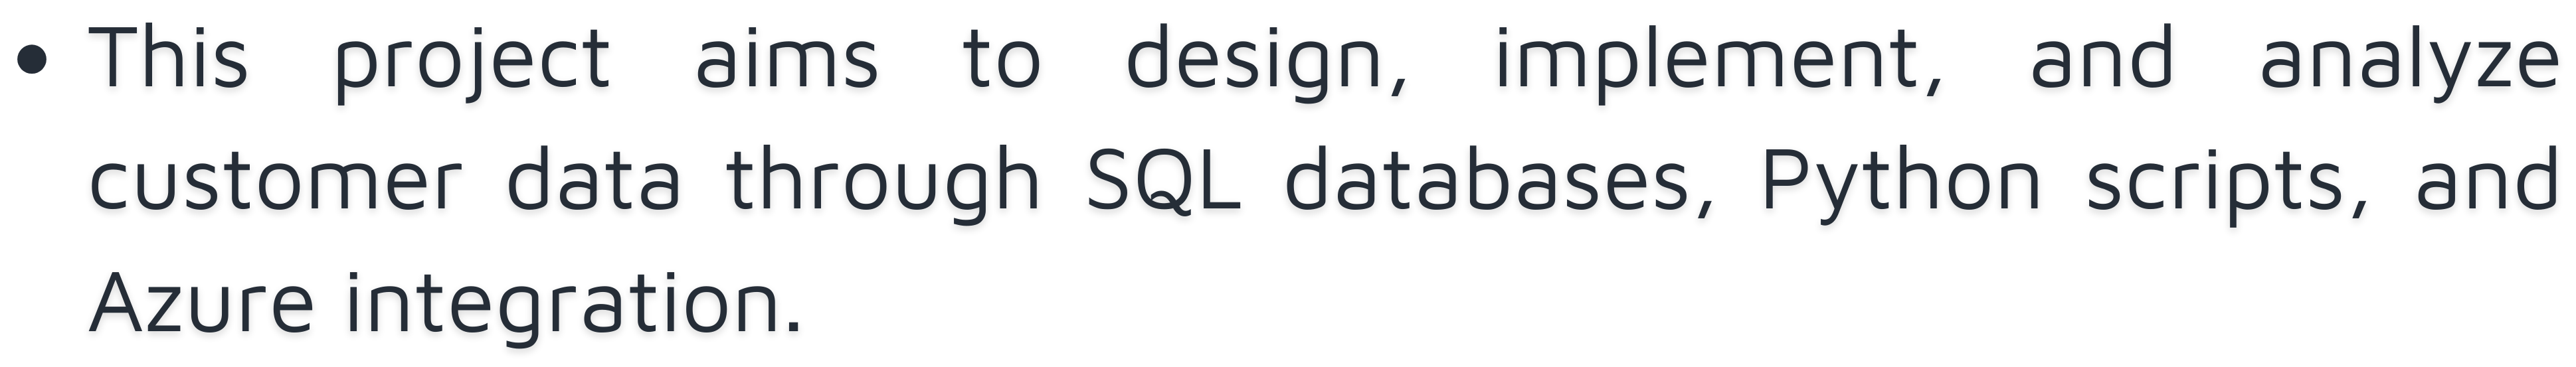 • This project aims to design, implement, and analyze
customer data through SQL databases, Python scripts, and
Azure integration.